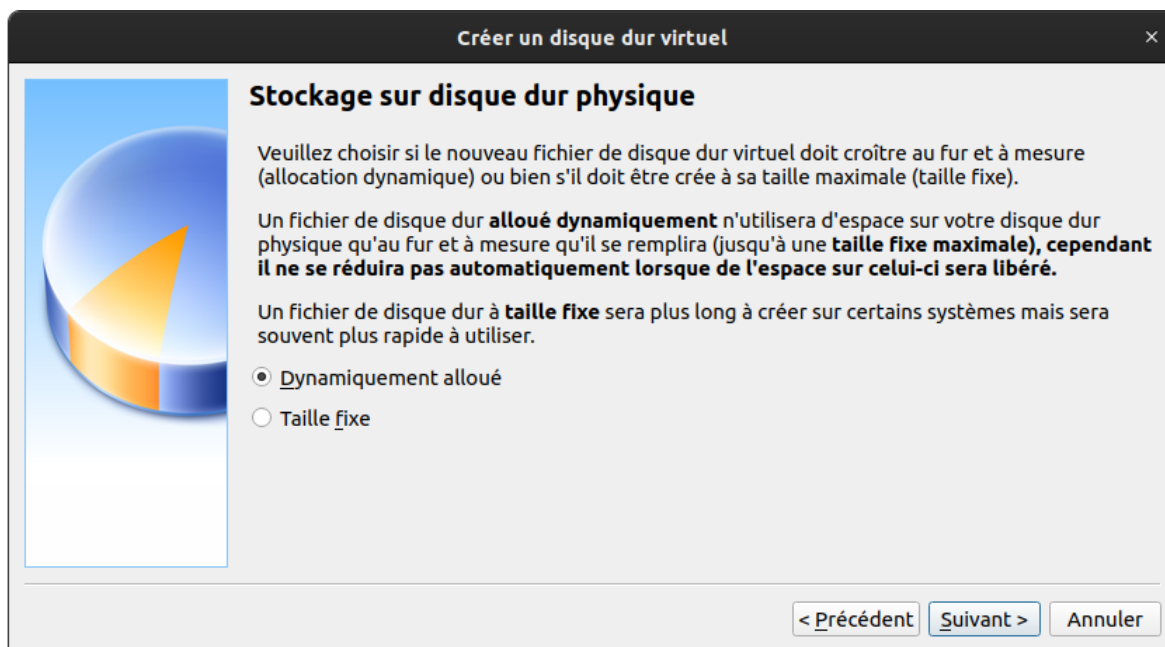 Créer un disque dur virtuel
×
Stockage sur disque dur physique
Veuillez choisir si le nouveau fichier de disque dur virtuel doit croître au fur et à mesure
(allocation dynamique) ou bien s'il doit être crée à sa taille maximale (taille fixe).
Un fichier de disque dur alloué dynamiquement n'utilisera d'espace sur votre disque dur
physique qu'au fur et à mesure qu'il se remplira (jusqu'à une taille fixe maximale), cependant
il ne se réduira pas automatiquement lorsque de l'espace sur celui-ci sera libéré.
Un fichier de disque dur à taille fixe sera plus long à créer sur certains systèmes mais sera
souvent plus rapide à utiliser.
Dynamiquement alloué
Taille fixe
< Précédent Suivant > Annuler